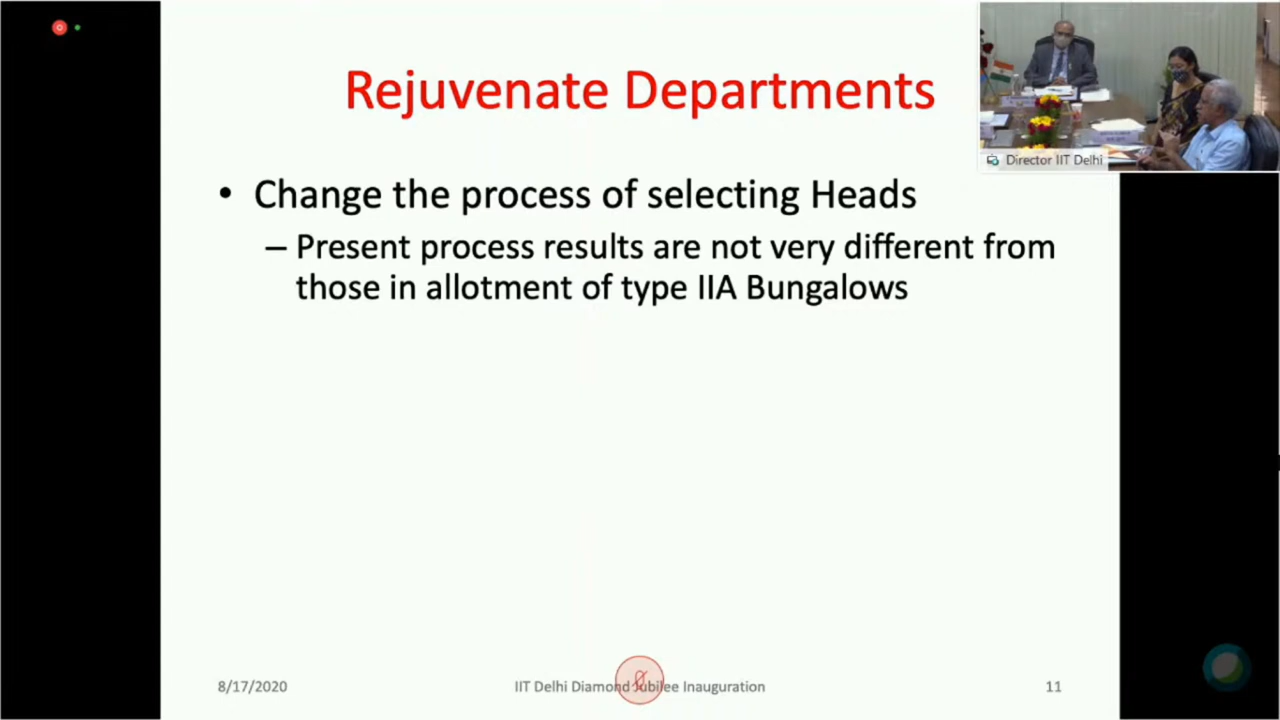 Rejuvenate Departments
Director IIT Delhi
• Change the process of selecting Heads
– Present process results are not very different from
those in allotment of type IIA Bungalows
8/17/2020
IIT Delhi Diamond Jubilee Inauguration
11